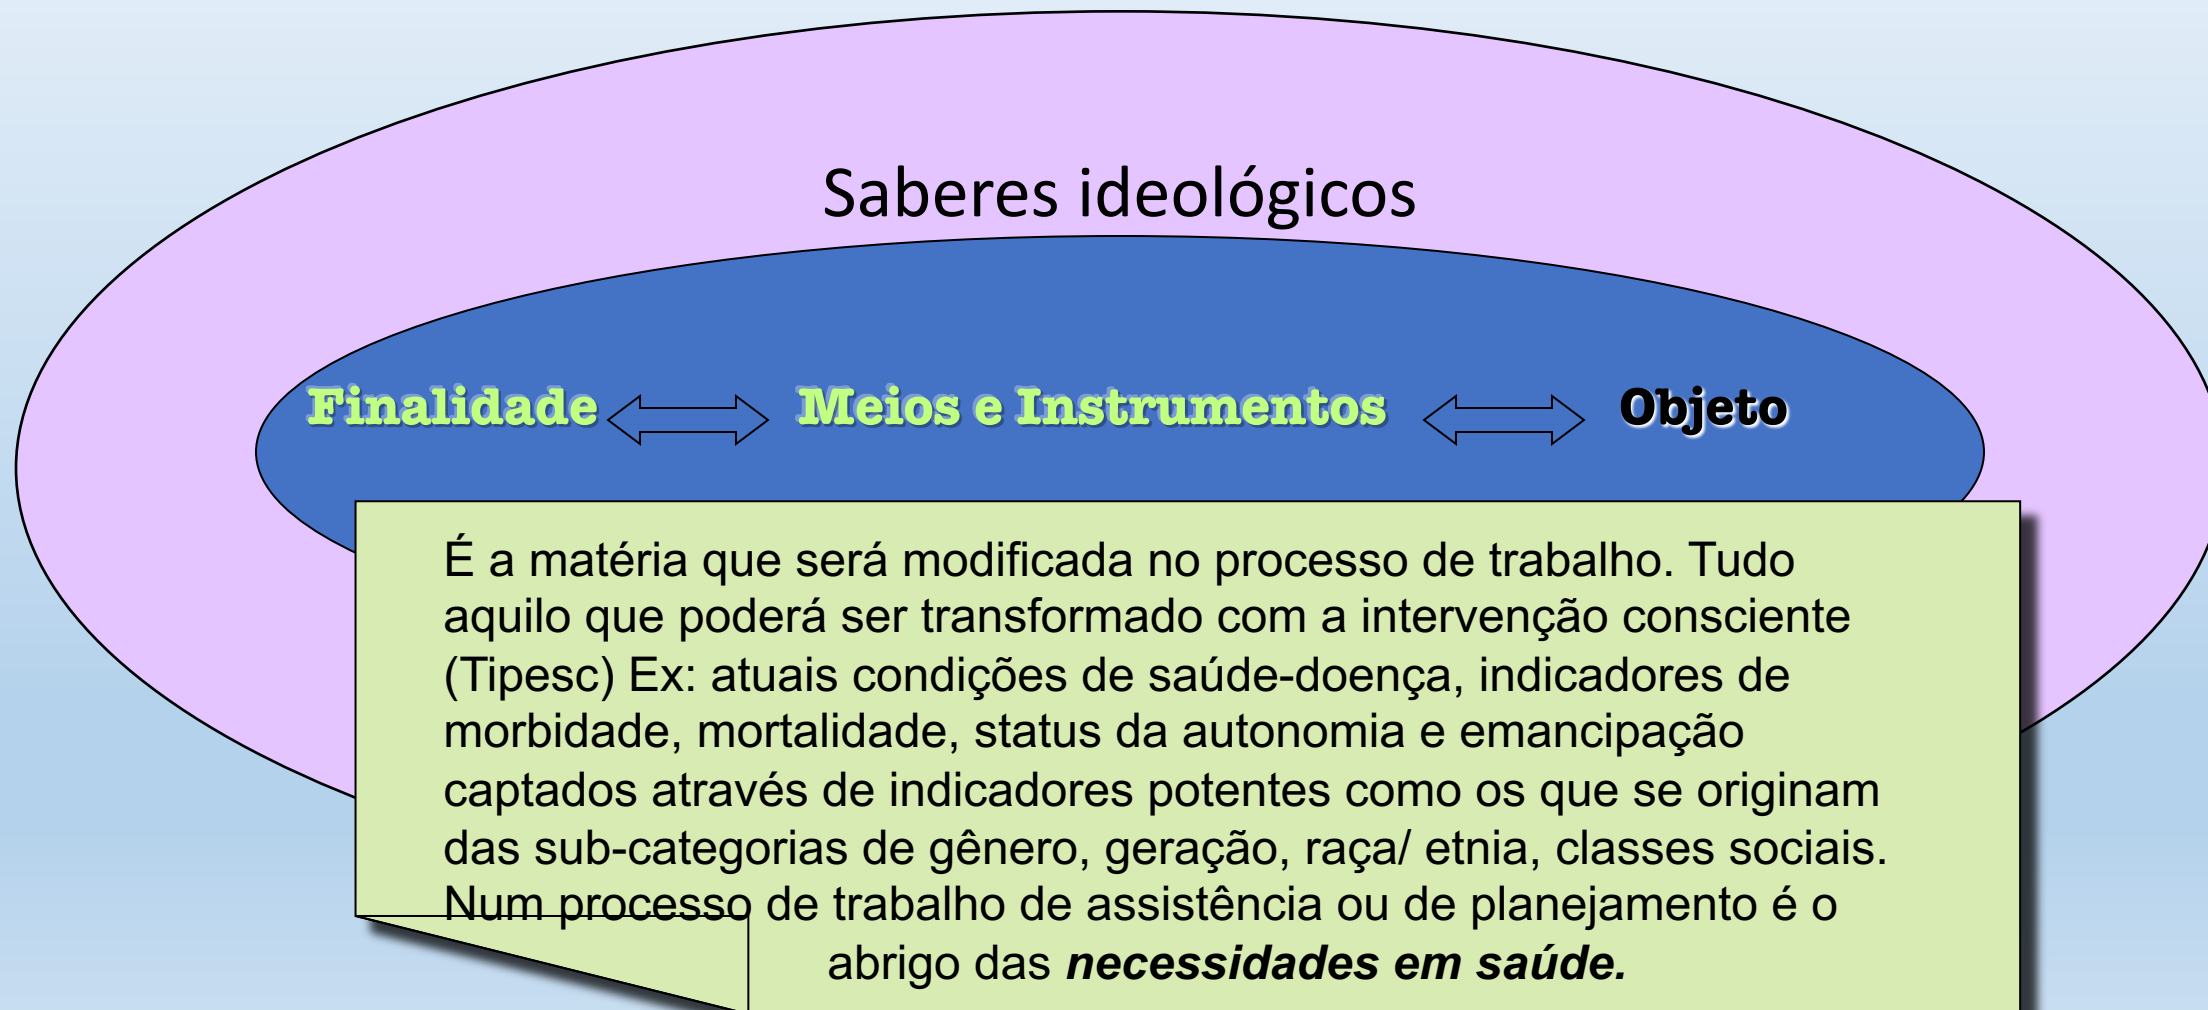 Saberes ideológicos
Finalidade Meios e Instrumentos Objeto
É a matéria que será modificada no processo de trabalho. Tudo
aquilo que poderá ser transformado com a intervenção consciente
(Tipesc) Ex: atuais condições de saúde-doença, indicadores de
morbidade, mortalidade, status da autonomia e emancipação
captados através de indicadores potentes como os que se originam
das sub-categorias de gênero, geração, raça/ etnia, classes sociais.
Num processo de trabalho de assistência ou de planejamento é o
abrigo das necessidades em saúde.